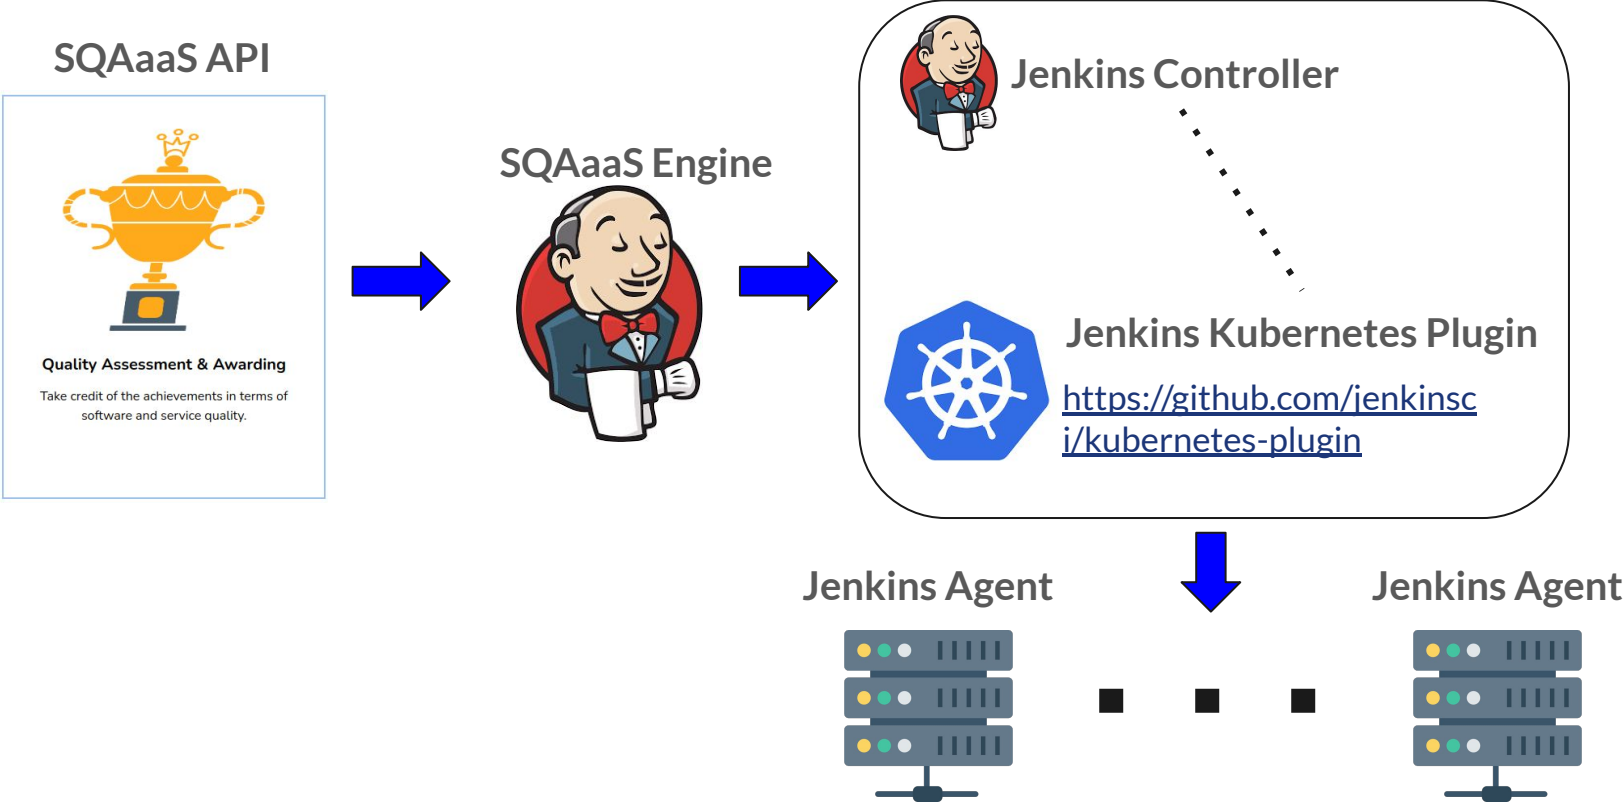 SQAaaS API
Quality Assessment & Awarding
Take credit of the achievements in terms of
software and service quality.
SQAaaS Engine
Jenkins Controller
Jenkins Kubernetes Plugin
https://github.com/jenkinsc
i/kubernetes-plugin
Jenkins Agent
Jenkins Agent